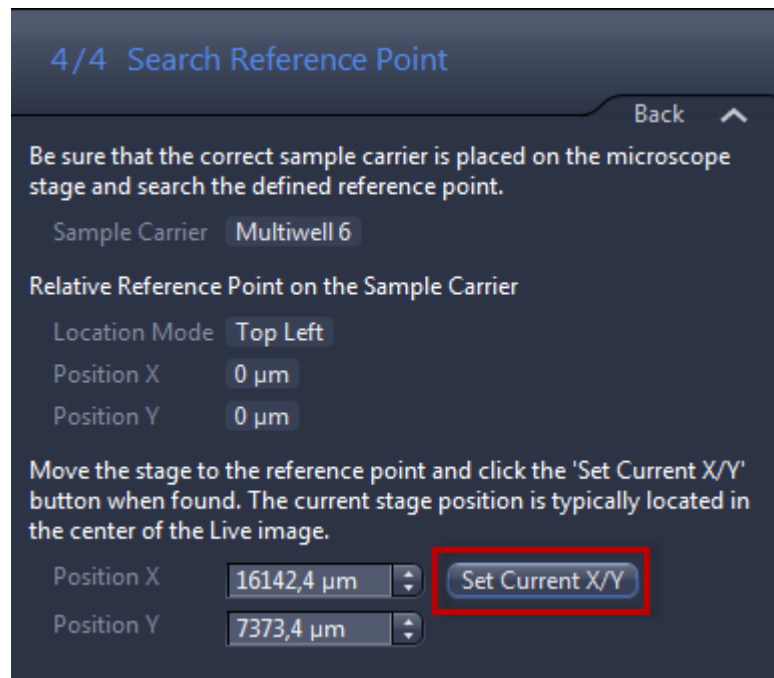 4/4 Search Reference Point
Back
Be sure that the correct sample carrier is placed on the microscope
stage and search the defined reference point.
Sample Carrier Multiwell 6
Relative Reference Point on the Sample Carrier
Location Mode Top Left
Position X 0 µm
Position Y 0 µm
Move the stage to the reference point and click the 'Set Current X/Y'
button when found. The current stage position is typically located in
the center of the Live image.
Position X 16142,4 µm Set Current X/Y
Position Y 7373,4 µm